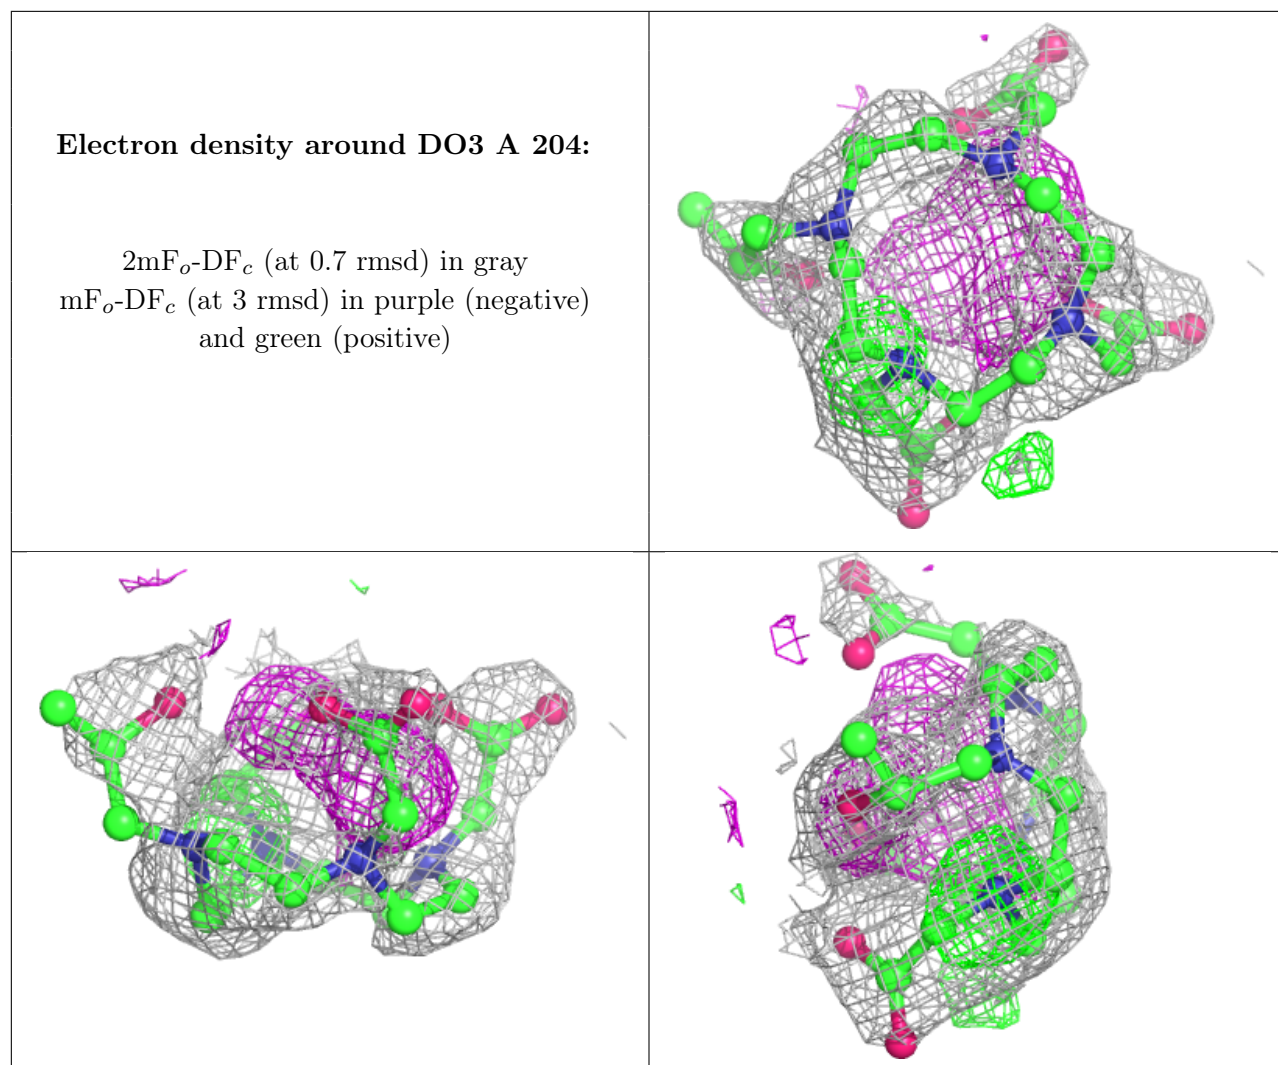 Electron density around DO3 A 204:
2mFo-DFc (at 0.7 rmsd) in gray
mFo-DFc (at 3 rmsd) in purple (negative)
and green (positive)